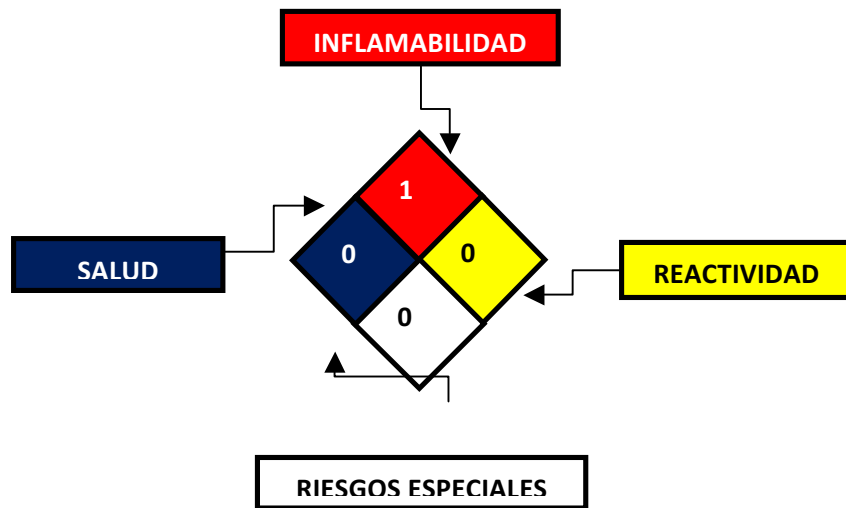 INFLAMABILIDAD
1
SALUD
0
0
REACTIVIDAD
0
RIESGOS ESPECIALES